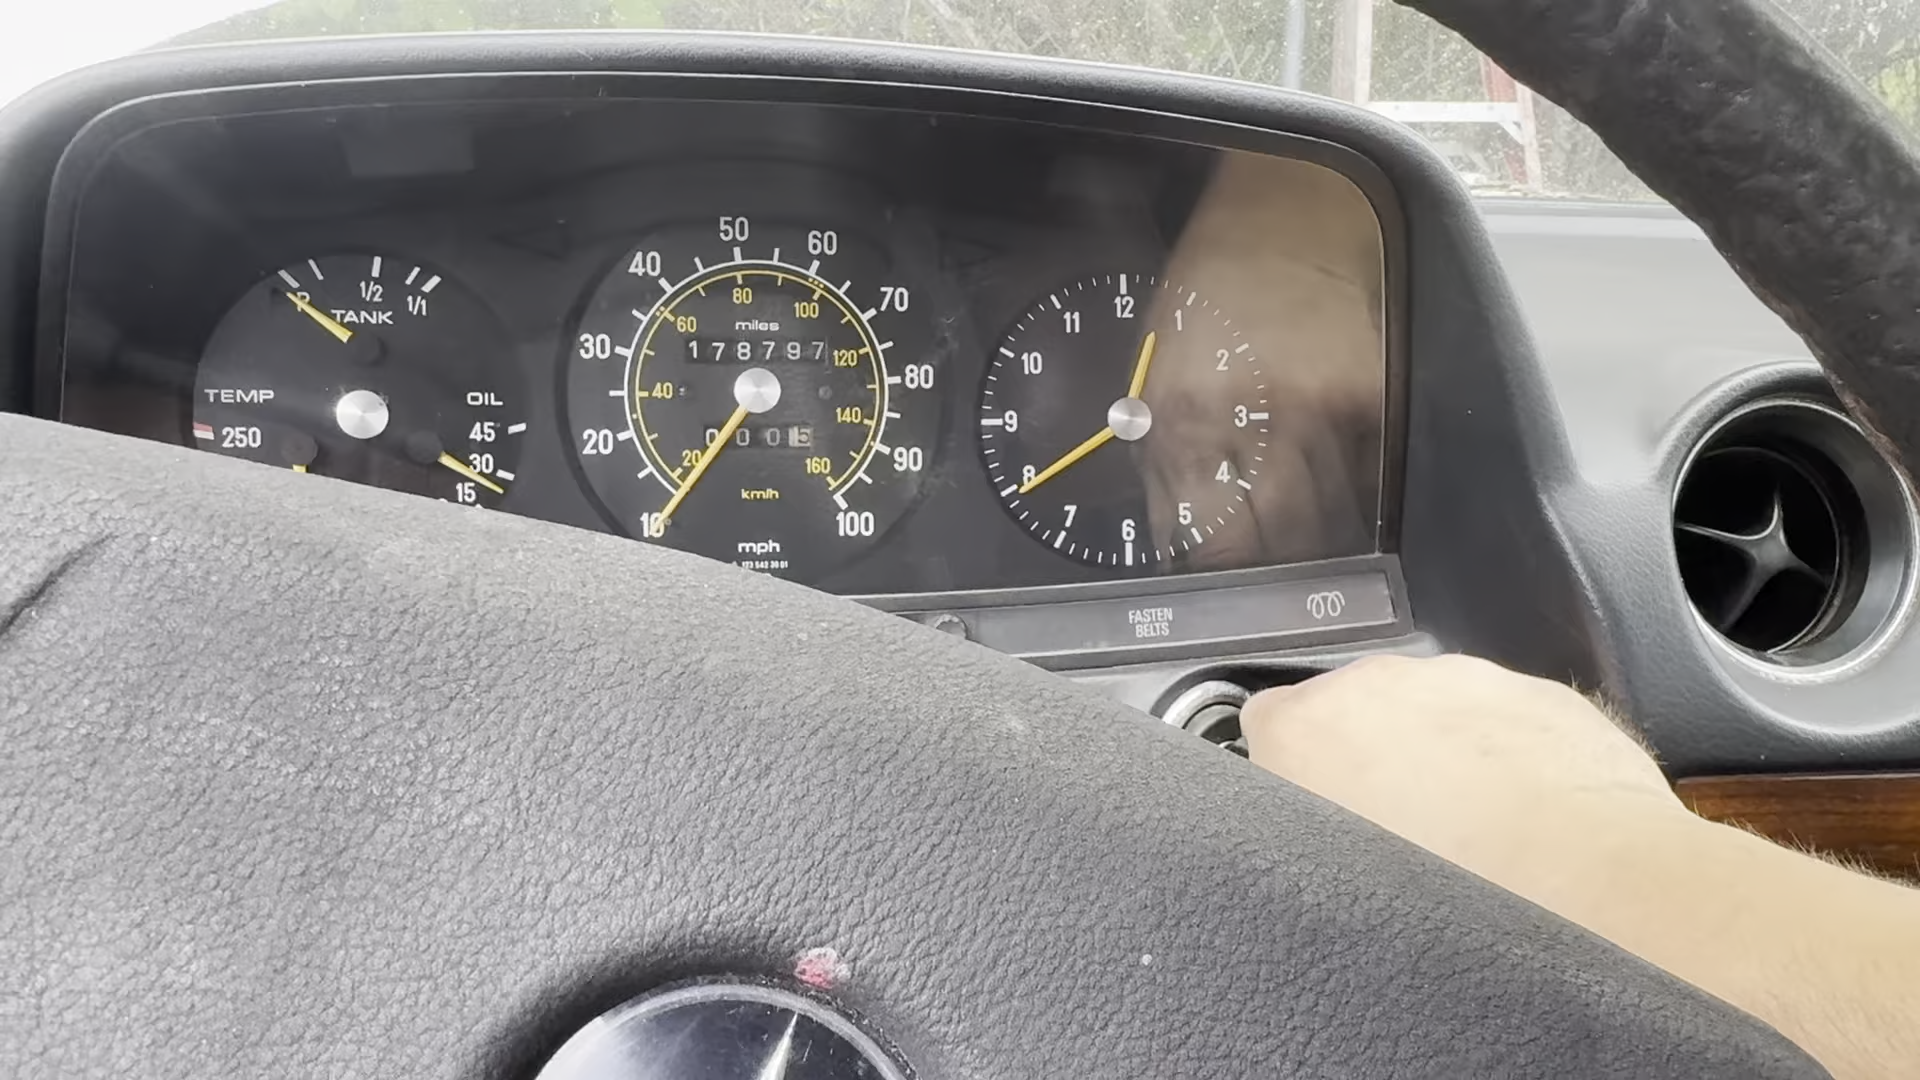 R 1/2 1/1
TANK
TEMP
250
OIL
45
30
15
10 20 30 40 50 60 70 80 90 100
20 40 60 80 100 120 140 160
miles
178797
0005
km/h
mph
12 1 2 3 4 5 6 7 8 9 10 11
FASTEN
BELTS